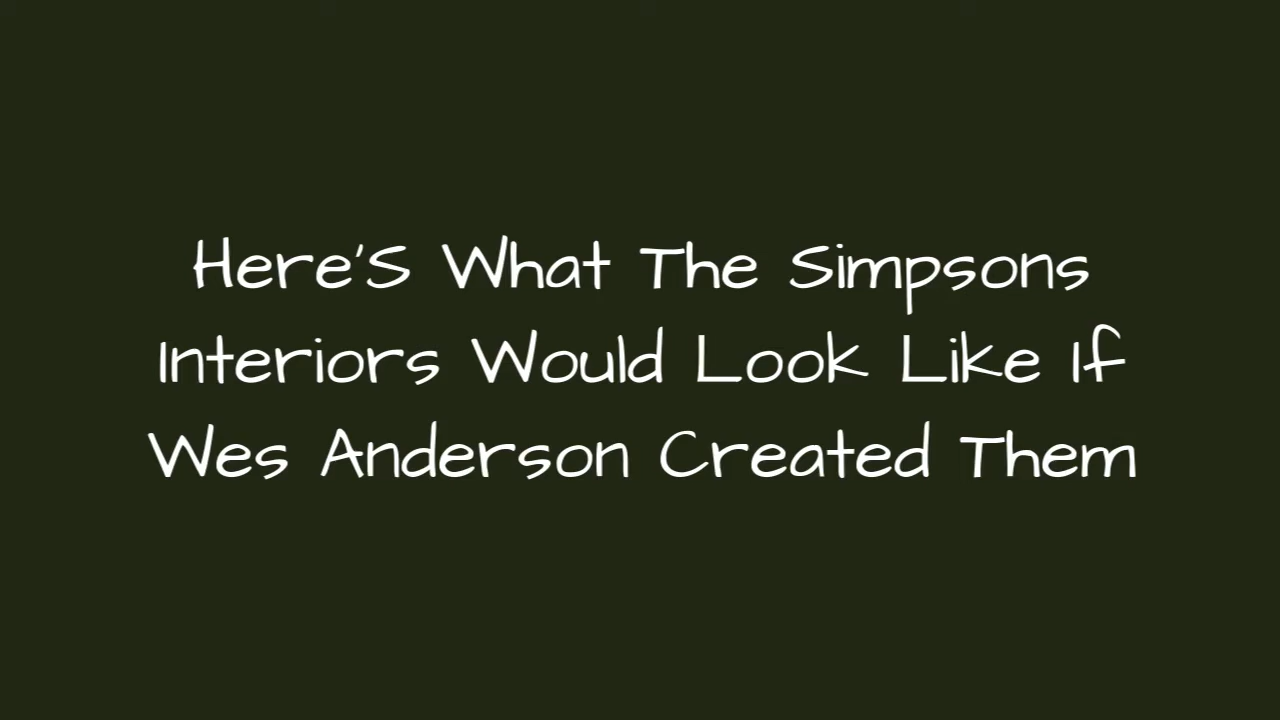 Here'S What The Simpsons
Interiors Would Look Like If
Wes Anderson Created Them